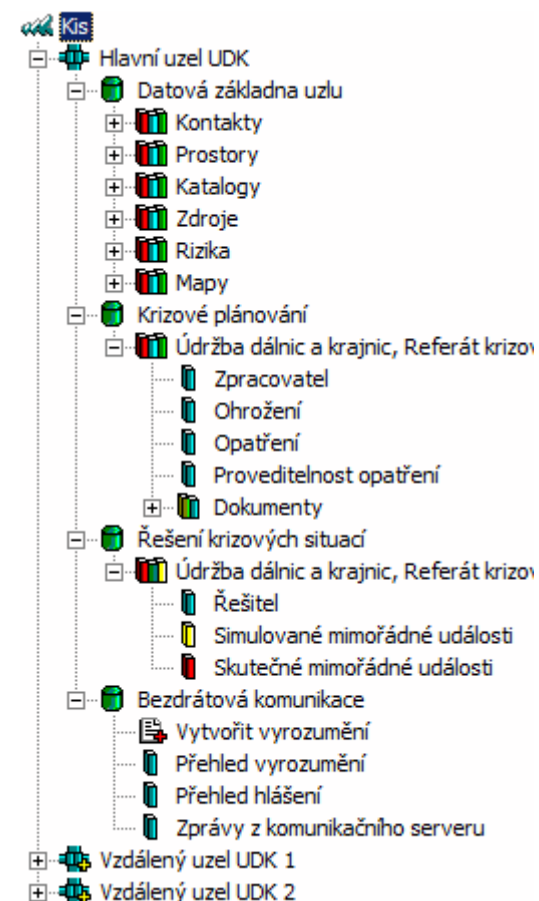 Kis
Hlavní uzel UDK
Datová základna uzlu
Kontakty
Prostory
Katalogy
Zdroje
Rizika
Mapy
Krizové plánování
Údržba dálnic a krajnic, Referát krizov
Zpracovatel
Ohrožení
Opatření
Proveditelnost opatření
Dokumenty
Řešení krizových situací
Údržba dálnic a krajnic, Referát krizov
Řešitel
Simulované mimořádné události
Skutečné mimořádné události
Bezdrátová komunikace
Vytvořit vyrozumění
Přehled vyrozumění
Přehled hlášení
Zprávy z komunikačního serveru
Vzdálený uzel UDK 1
Vzdálený uzel UDK 2